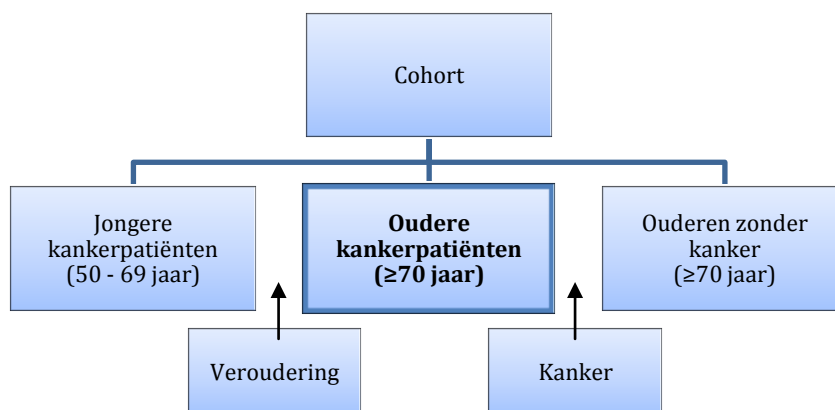 Cohort
Jongere
kankerpatiënten
(50 - 69 jaar)
Oudere
kankerpatiënten
(≥70 jaar)
Ouderen zonder
kanker
(≥70 jaar)
Veroudering
Kanker